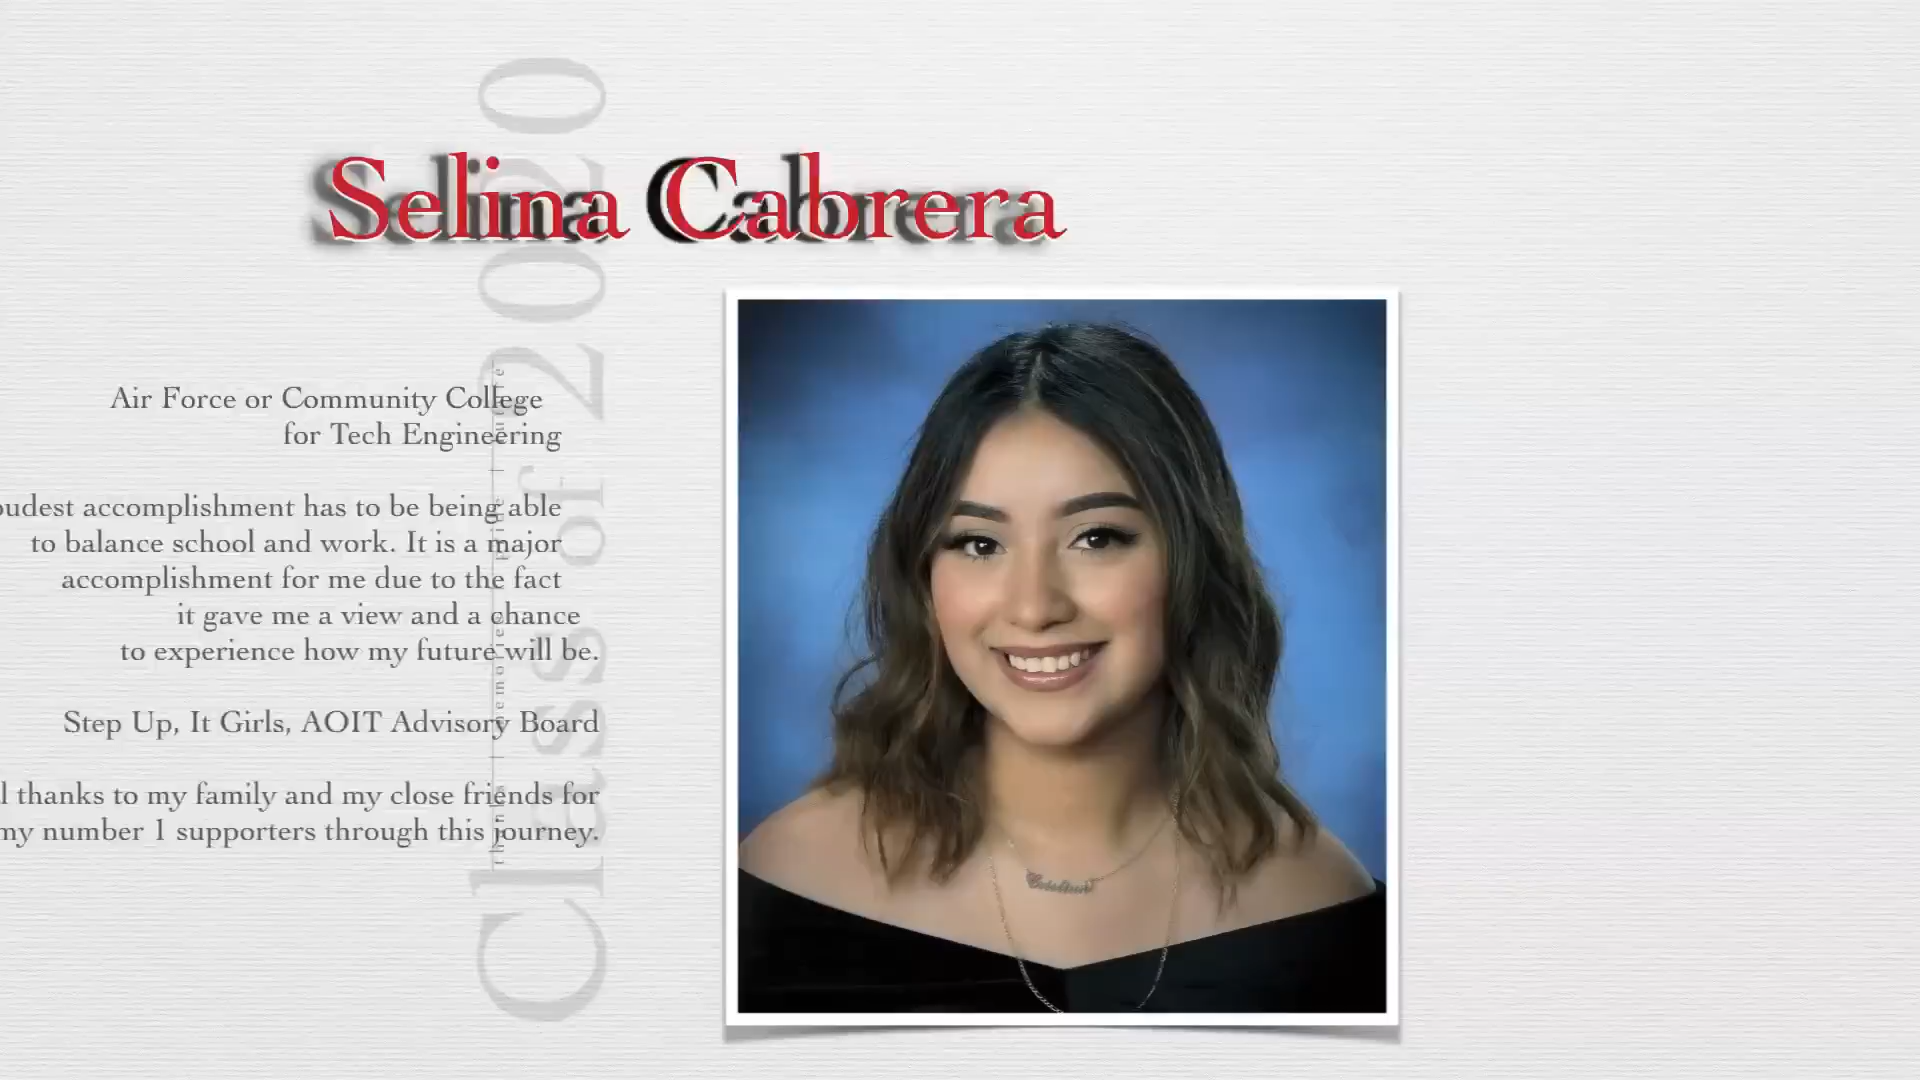 Selina Cabrera
Air Force or Community College
for Tech Engineering
oudest accomplishment has to be being able
to balance school and work. It is a major
accomplishment for me due to the fact
it gave me a view and a chance
to experience how my future will be.
Step Up, It Girls, AOIT Advisory Board
l thanks to my family and my close friends for
my number 1 supporters through this journey.
Class of 2020